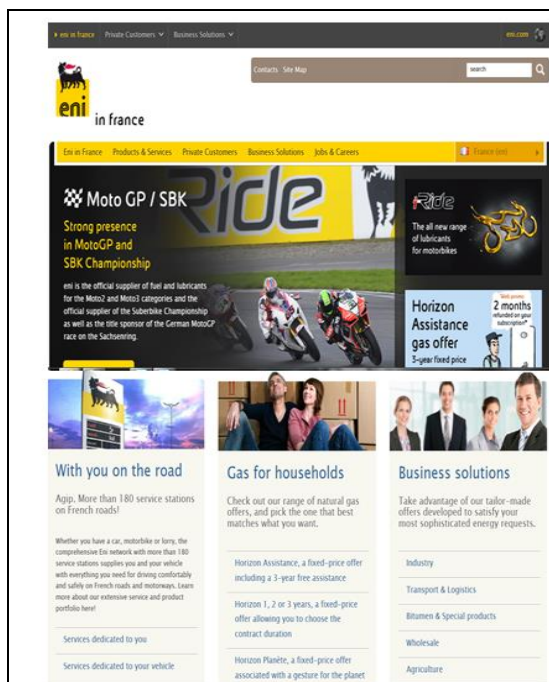 eni in france Private Customers Business Solutions eni.com
Contacts Site Map search
eni
in france
Eni in France Products & Services Private Customers Business Solutions Jobs & Careers France (en)
Moto GP / SBK
Strong presence
in MotoGP and
SBK Championship
eni is the official supplier of fuel and lubricants
for the Moto2 and Moto3 categories and the
official supplier of the Suberbike Championship
as well as the title sponsor of the German MotoGP
race on the Sachsenring.
Ride
i-Ride
The all new range
of lubricants
for motorbikes
Horizon
Assistance
gas offer
3-year fixed price
2 months
refunded on your
subscription*
With you on the road
Agip. More than 180 service stations
on French roads!
Whether you have a car, motorbike or lorry, the
comprehensive Eni network with more than 180
service stations supplies you and your vehicle
with everything you need for driving comfortably
and safely on French roads and motorways. Learn
more about our extensive service and product
portfolio here!
Services dedicated to you
Services dedicated to your vehicle
Gas for households
Check out our range of natural gas
offers, and pick the one that best
matches what you want.
Horizon Assistance, a fixed-price offer
including a 3-year free assistance
Horizon 1, 2 or 3 years, a fixed-price
offer allowing you to choose the
contract duration
Horizon Planète, a fixed-price offer
associated with a gesture for the planet
Business solutions
Take advantage of our tailor-made
offers developed to satisfy your
most sophisticated energy requests.
Industry
Transport & Logistics
Bitumen & Special products
Wholesale
Agriculture